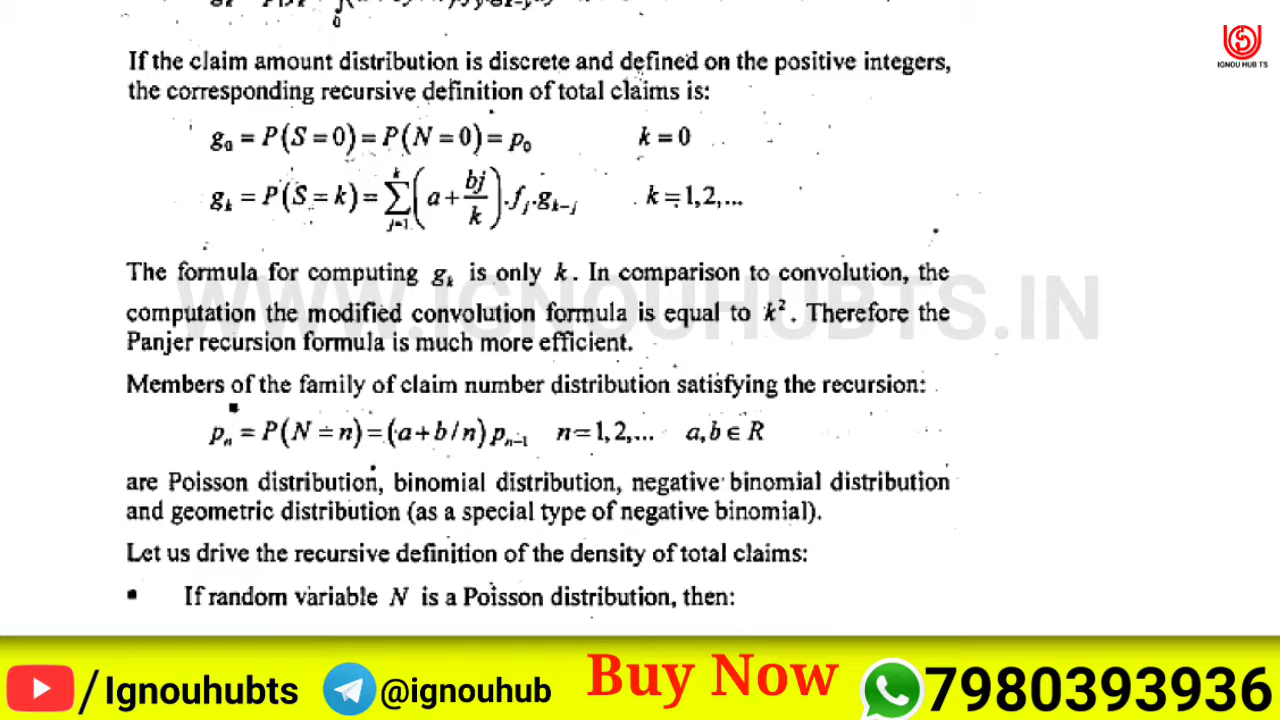 IGNOU HUB TS
If the claim amount distribution is discrete and defined on the positive integers,
the corresponding recursive definition of total claims is:
g₀ = P(S = 0) = P(N = 0) = p₀ k = 0
gₖ = P(S = k) = ∑ⱼ₌₁ᵏ (a + bj/k) . fⱼ . gₖ₋ⱼ k = 1,2,...
The formula for computing gₖ is only k. In comparison to convolution, the
computation the modified convolution formula is equal to k². Therefore the
WWW.IGNOUHUBTS.IN
Panjer recursion formula is much more efficient.
Members of the family of claim number distribution satisfying the recursion:
pₙ = P(N = n) = (a + b/n) pₙ₋₁ n = 1,2,... a,b ∈ R
are Poisson distribution, binomial distribution, negative binomial distribution
and geometric distribution (as a special type of negative binomial).
Let us drive the recursive definition of the density of total claims:
▪ If random variable N is a Poisson distribution, then:
/Ignouhubts @ignouhub Buy Now 7980393936